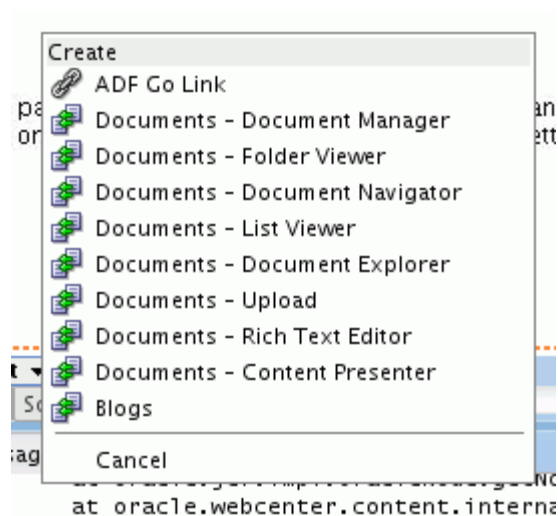 Create
ADF Go Link
Documents - Document Manager
Documents - Folder Viewer
Documents - Document Navigator
Documents - List Viewer
Documents - Document Explorer
Documents - Upload
Documents - Rich Text Editor
Documents - Content Presenter
Blogs
Cancel
at oracle.webcenter.content.interna